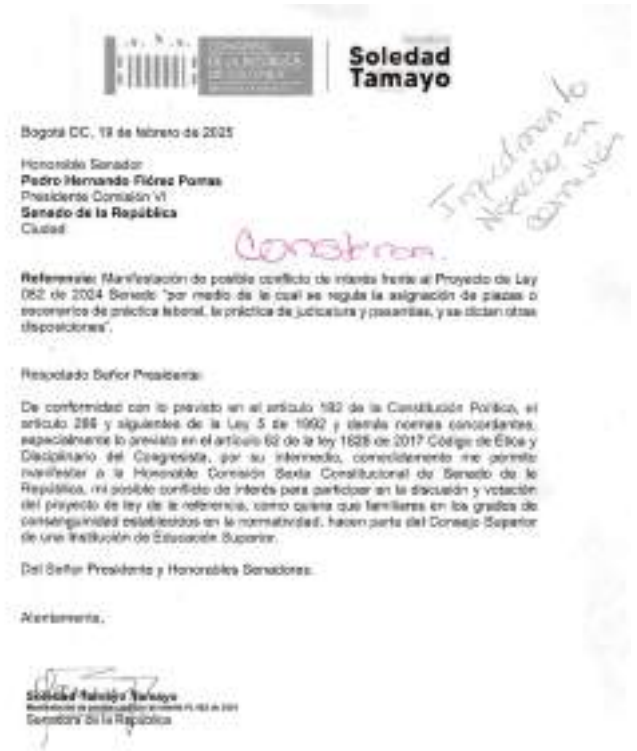 CONGRESO
DE LA REPÚBLICA
DE COLOMBIA
Soledad
Tamayo
Impedimento
Negado en
comisión
Bogotá DC, 19 de febrero de 2025
Honorable Senador
Pedro Hernando Flórez Porras
Presidente Comisión VI
Senado de la República
Ciudad
Referencia: Manifestación de posible conflicto de interés frente al Proyecto de Ley
062 de 2024 Senado "por medio de la cual se regula la asignación de plazas o
escenarios de práctica laboral, la práctica de judicatura y pasantías, y se dictan otras
disposiciones".
Respetado Señor Presidente:
De conformidad con lo previsto en el artículo 182 de la Constitución Política, el
artículo 286 y siguientes de la Ley 5 de 1992 y demás normas concordantes,
especialmente lo previsto en el artículo 62 de la ley 1828 de 2017 Código de Ética y
Disciplinario del Congresista, por su intermedio, comedidamente me permito
manifestar a la Honorable Comisión Sexta Constitucional de Senado de la
República, mi posible conflicto de interés para participar en la discusión y votación
del proyecto de ley de la referencia, como quiera que familiares en los grados de
consanguinidad establecidos en la normatividad, hacen parte del Consejo Superior
de una Institución de Educación Superior.
Del Señor Presidente y Honorables Senadores.
Atentamente,
Soledad Tamayo Tamayo
Senadora de la República